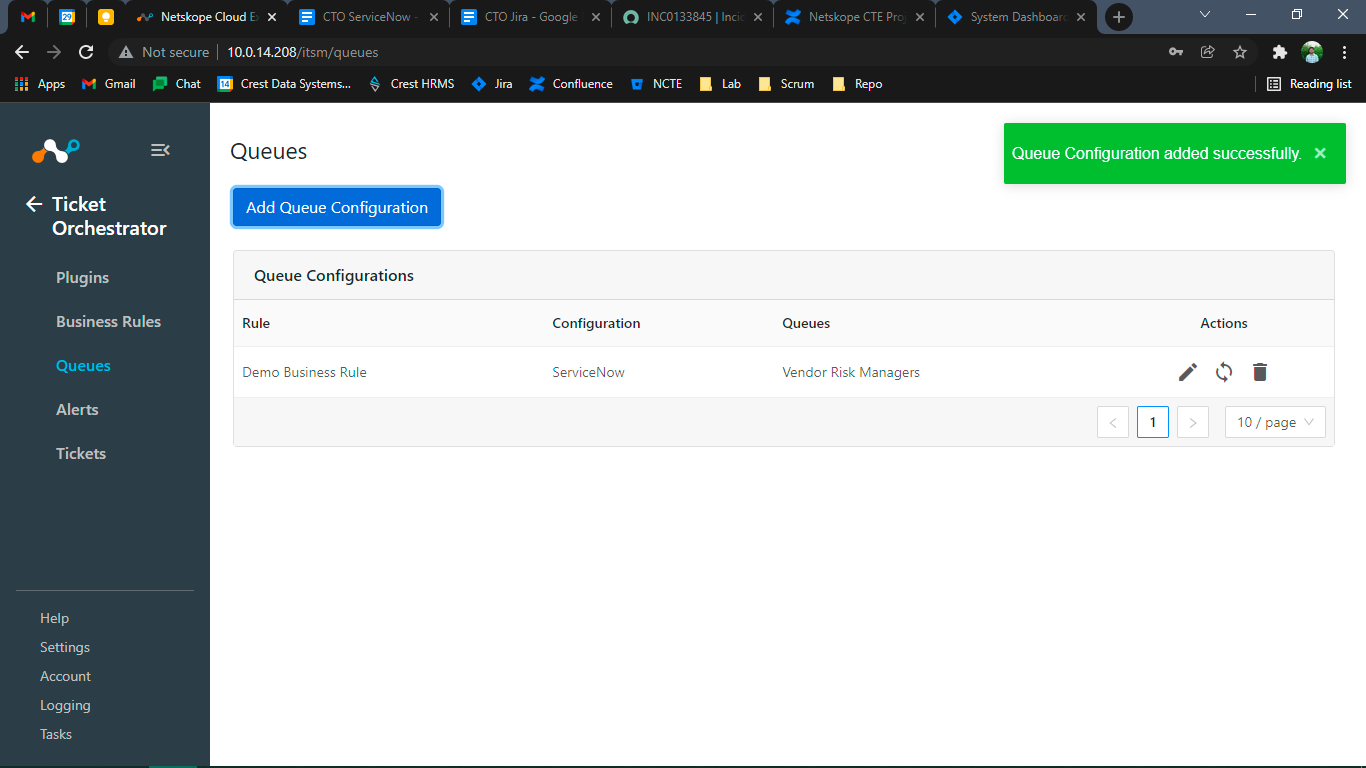 Netskope Cloud Ex
CTO ServiceNow -
CTO Jira - Google
INC0133845 | Incid
Netskope CTE Proj
System Dashboard
Not secure
10.0.14.208/itsm/queues
Apps
Gmail
Chat
14
Crest Data Systems...
Crest HRMS
Jira
Confluence
NCTE
Lab
Scrum
Repo
Reading list
Ticket
Orchestrator
Plugins
Business Rules
Queues
Alerts
Tickets
Help
Settings
Account
Logging
Tasks
Queues
Queue Configuration added successfully.
Add Queue Configuration
Queue Configurations
Rule Configuration Queues Actions
Demo Business Rule ServiceNow Vendor Risk Managers
1
10 / page